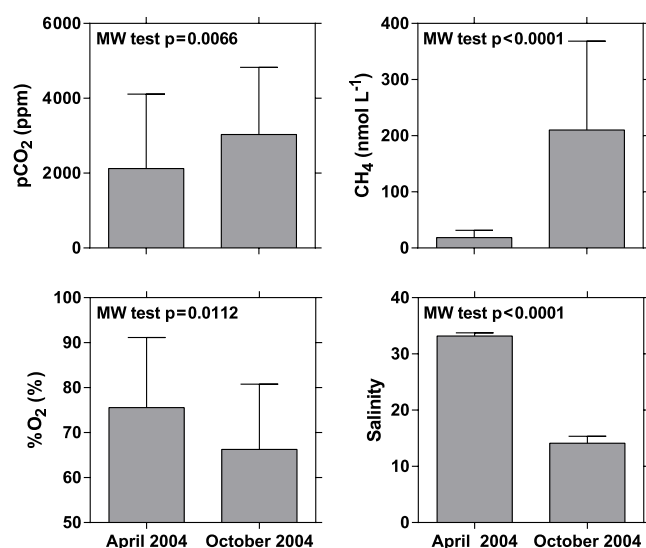 MW test p=0.0066
pCO2 (ppm)
6000
4000
2000
0
MW test p<0.0001
CH4 (nmol L-1)
400
300
200
100
0
MW test p=0.0112
%O2 (%)
100
90
80
70
60
50
April 2004 October 2004
MW test p<0.0001
Salinity
40
30
20
10
0
April 2004 October 2004